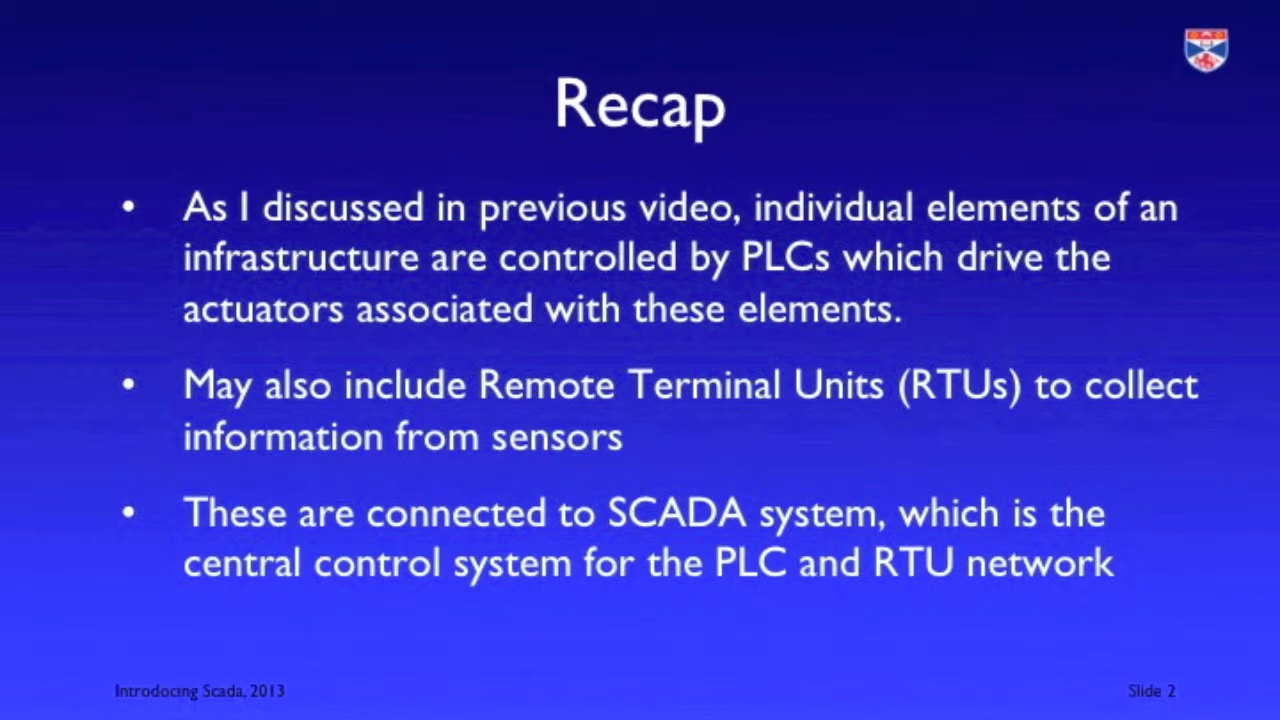 Recap
• As I discussed in previous video, individual elements of an
infrastructure are controlled by PLCs which drive the
actuators associated with these elements.
• May also include Remote Terminal Units (RTUs) to collect
information from sensors
• These are connected to SCADA system, which is the
central control system for the PLC and RTU network
Introdocing Scada, 2013
Slide 2